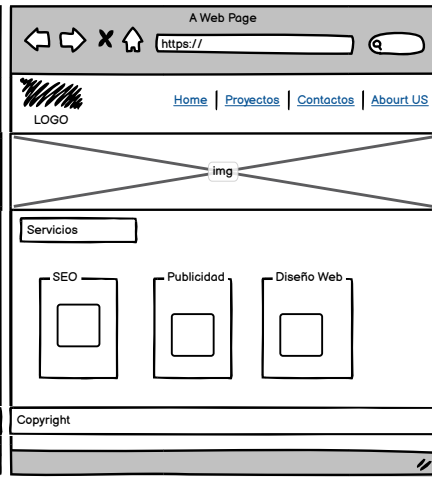 A Web Page
https://
LOGO
Home Proyectos Contactos Abourt US
img
Servicios
SEO Publicidad Diseño Web
Copyright